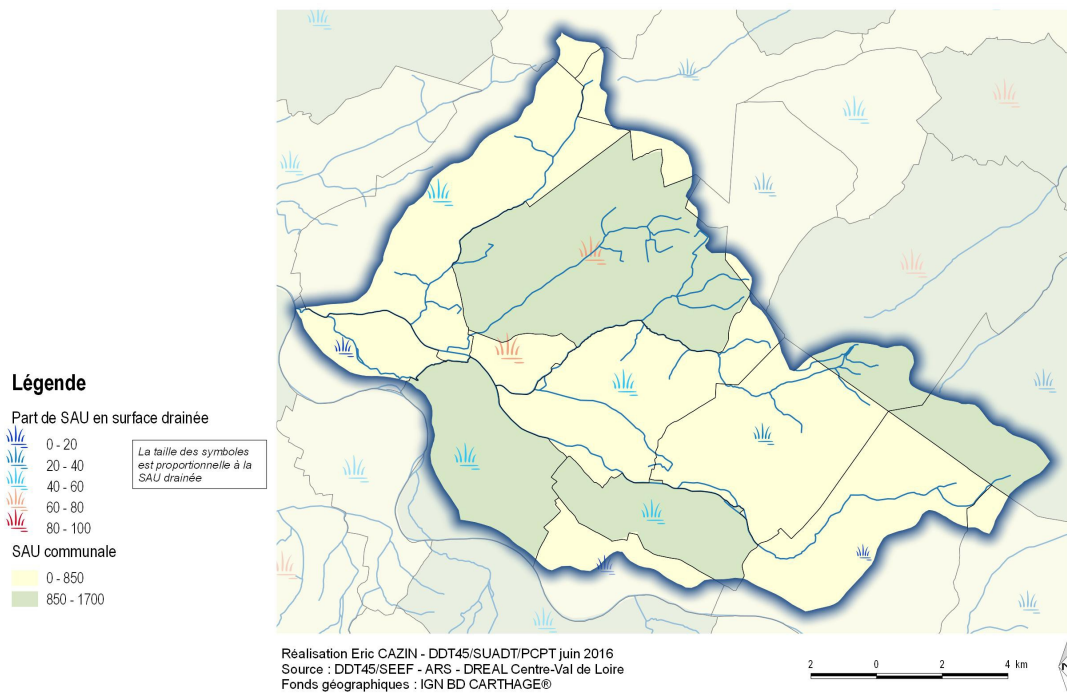 Légende
Part de SAU en surface drainée
0 - 20
20 - 40
40 - 60
60 - 80
80 - 100
La taille des symboles
est proportionnelle à la
SAU drainée
SAU communale
0 - 850
850 - 1700
Réalisation Eric CAZIN - DDT45/SUADT/PCPT juin 2016
Source : DDT45/SEEF - ARS - DREAL Centre-Val de Loire
Fonds géographiques : IGN BD CARTHAGE®
2 0 2 4 km
N